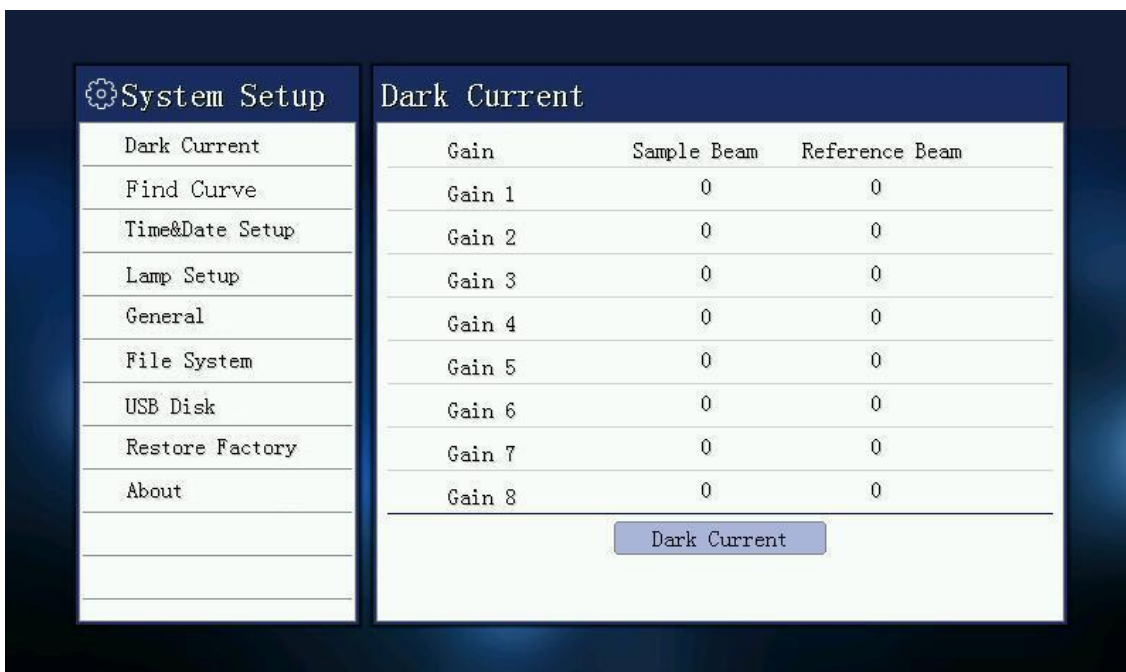 System Setup
Dark Current
Find Curve
Time&Date Setup
Lamp Setup
General
File System
USB Disk
Restore Factory
About
Dark Current
Gain Sample Beam Reference Beam
Gain 1 0 0
Gain 2 0 0
Gain 3 0 0
Gain 4 0 0
Gain 5 0 0
Gain 6 0 0
Gain 7 0 0
Gain 8 0 0
Dark Current